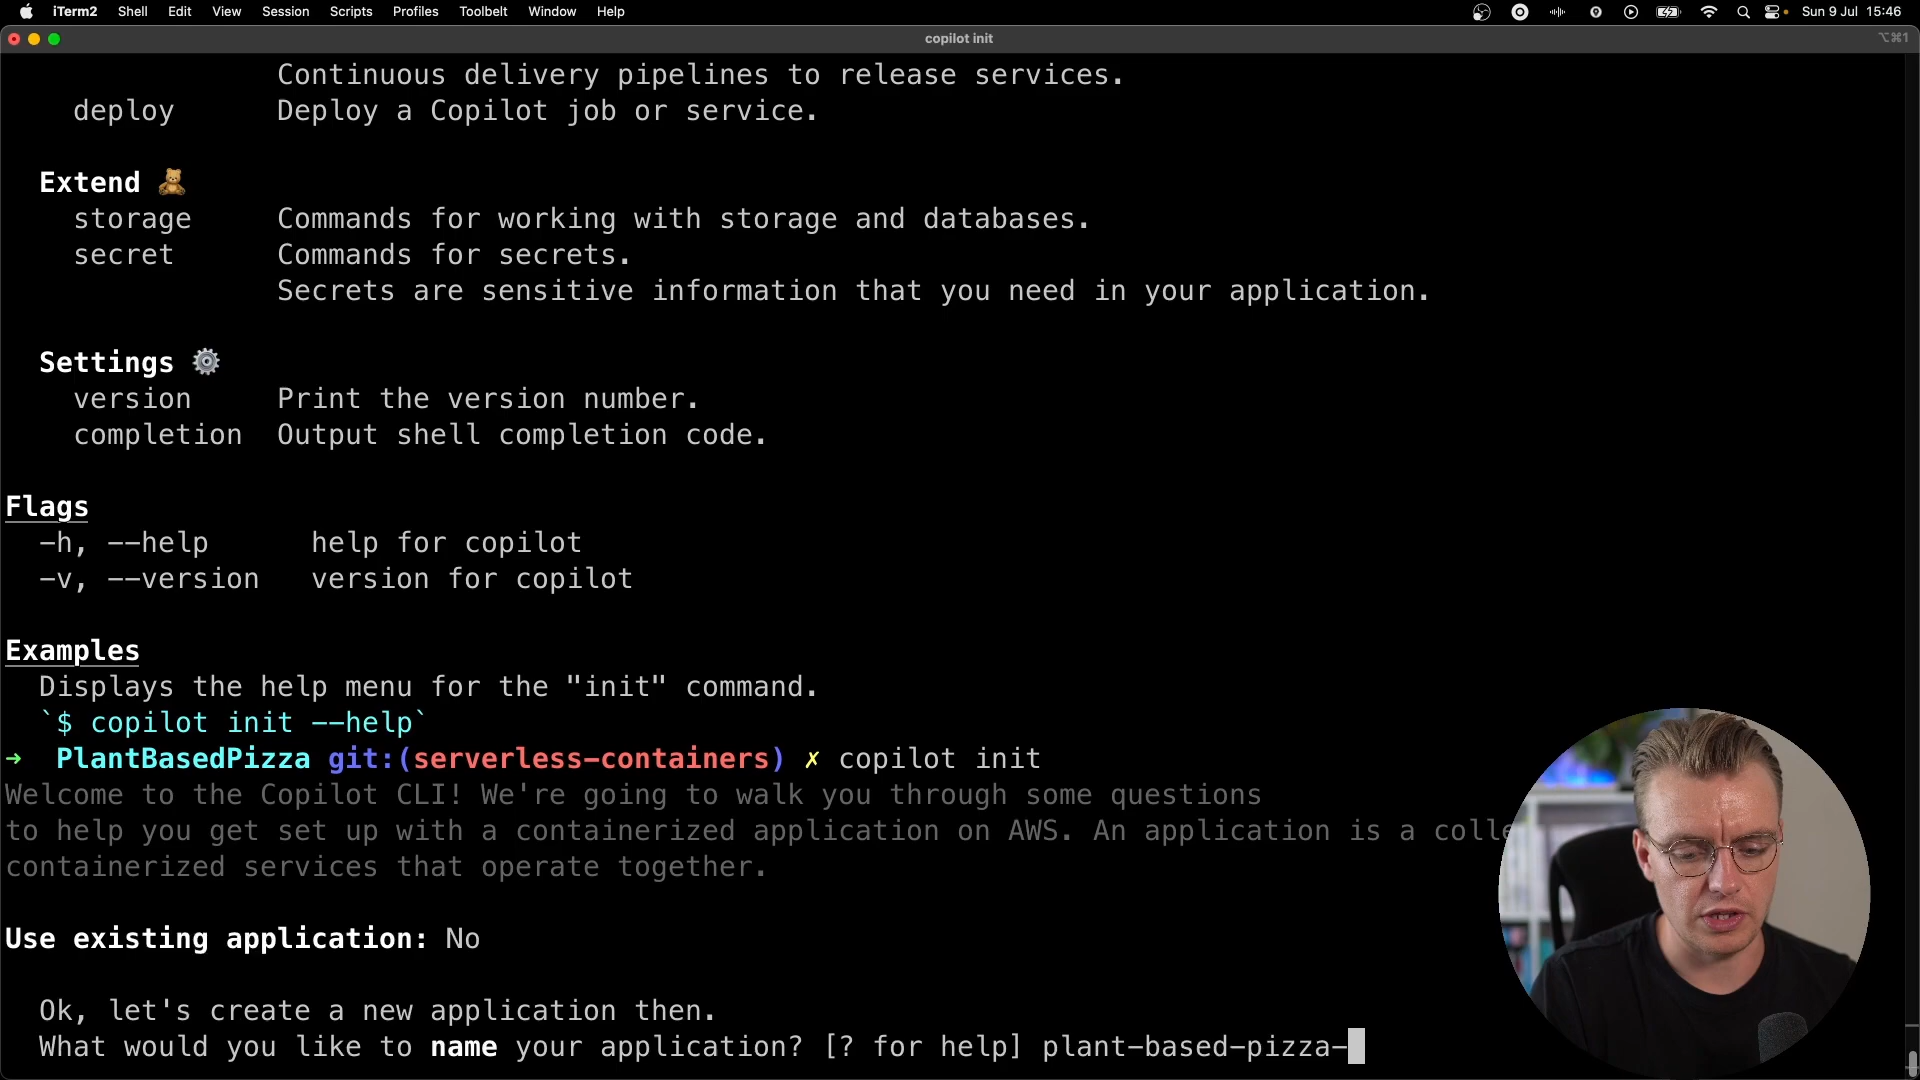 iTerm2 Shell Edit View Session Scripts Profiles Toolbelt Window Help Sun 9 Jul 15:46
copilot init ⌥⌘1
Continuous delivery pipelines to release services.
deploy Deploy a Copilot job or service.
Extend 🧸
storage Commands for working with storage and databases.
secret Commands for secrets.
Secrets are sensitive information that you need in your application.
Settings ⚙️
version Print the version number.
completion Output shell completion code.
Flags
-h, --help help for copilot
-v, --version version for copilot
Examples
Displays the help menu for the "init" command.
`$ copilot init --help`
→ PlantBasedPizza git:(serverless-containers) ✗ copilot init
Welcome to the Copilot CLI! We're going to walk you through some questions
to help you get set up with a containerized application on AWS. An application is a colle
containerized services that operate together.
Use existing application: No
Ok, let's create a new application then.
What would you like to name your application? [? for help] plant-based-pizza-